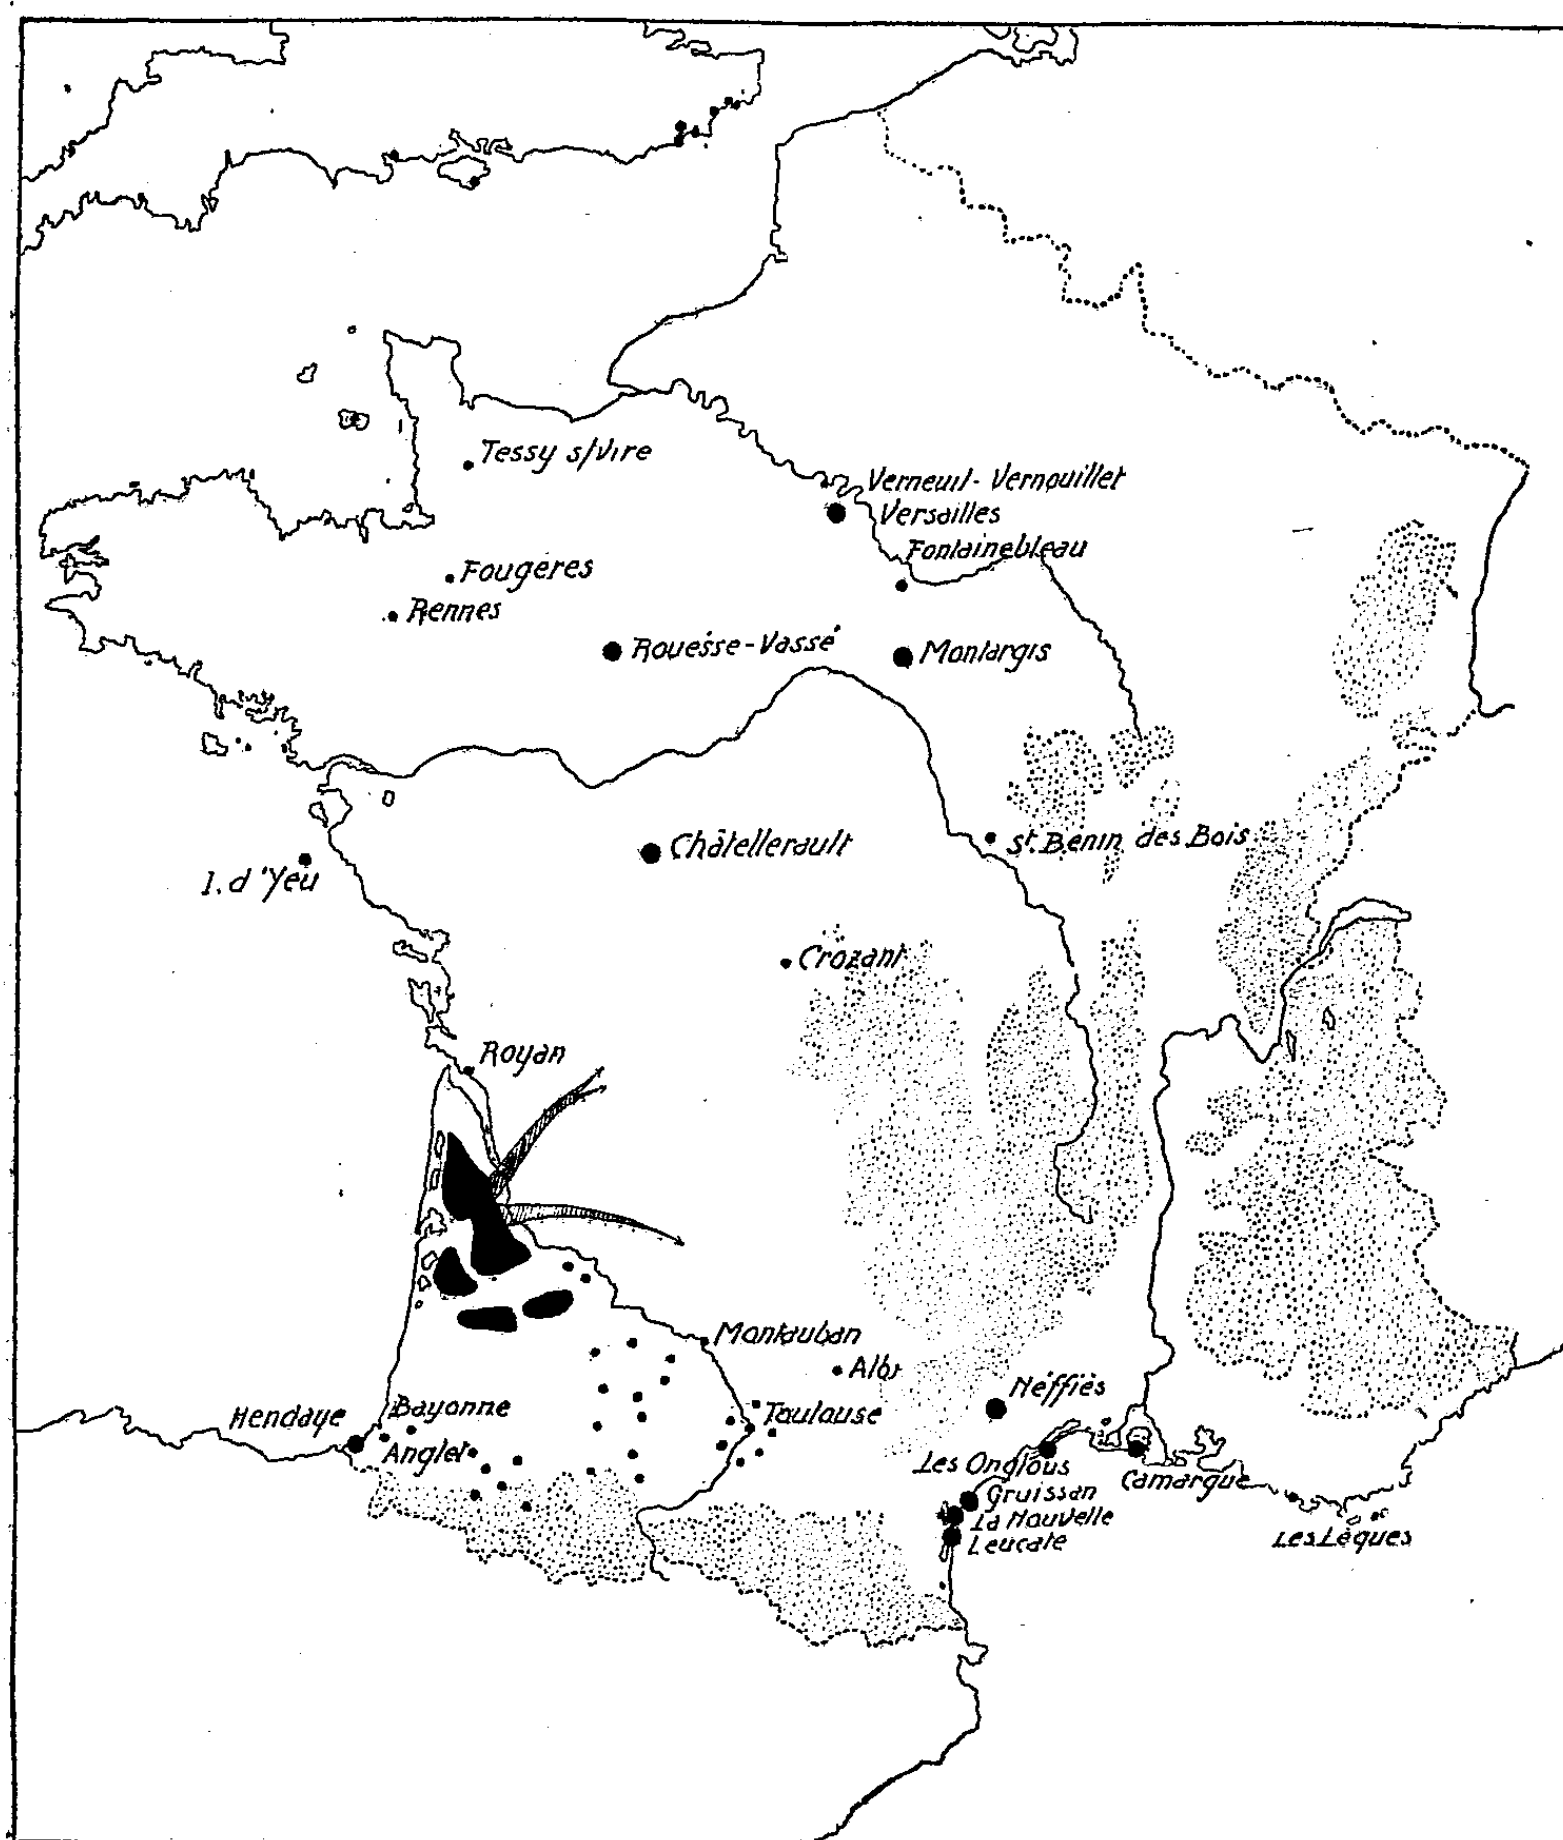 Tessy s/Vire
Verneuil-Vernouillet
Versailles
Fontainebleau
Fougères
Rennes
Rouesse-Vassé
Montargis
Châtellerault
St. Benin des Bois
I. d'Yeu
Crozant
Royan
Montauban
Albi
Néffiès
Hendaye
Bayonne
Toulouse
Anglet
Les Onglous
Camargue
Gruissan
La Nouvelle
Leucate
Les Lèques